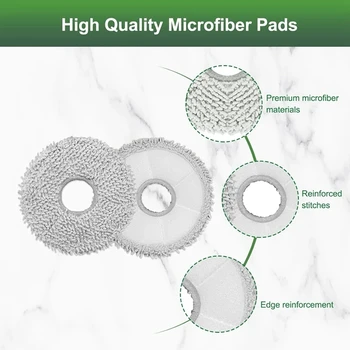 High Quality Microfiber Pads
Premium microfiber
materials
Reinforced
stitches
Edge reinforcement